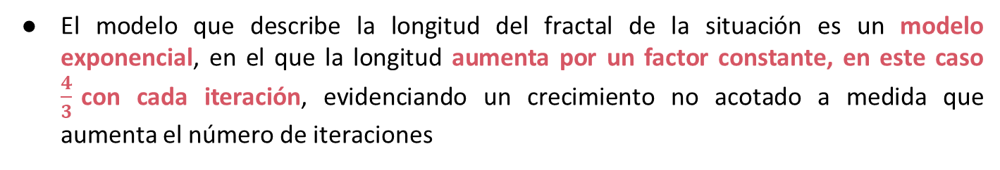 ● El modelo que describe la longitud del fractal de la situación es un modelo
exponencial, en el que la longitud aumenta por un factor constante, en este caso
4/3 con cada iteración, evidenciando un crecimiento no acotado a medida que
aumenta el número de iteraciones